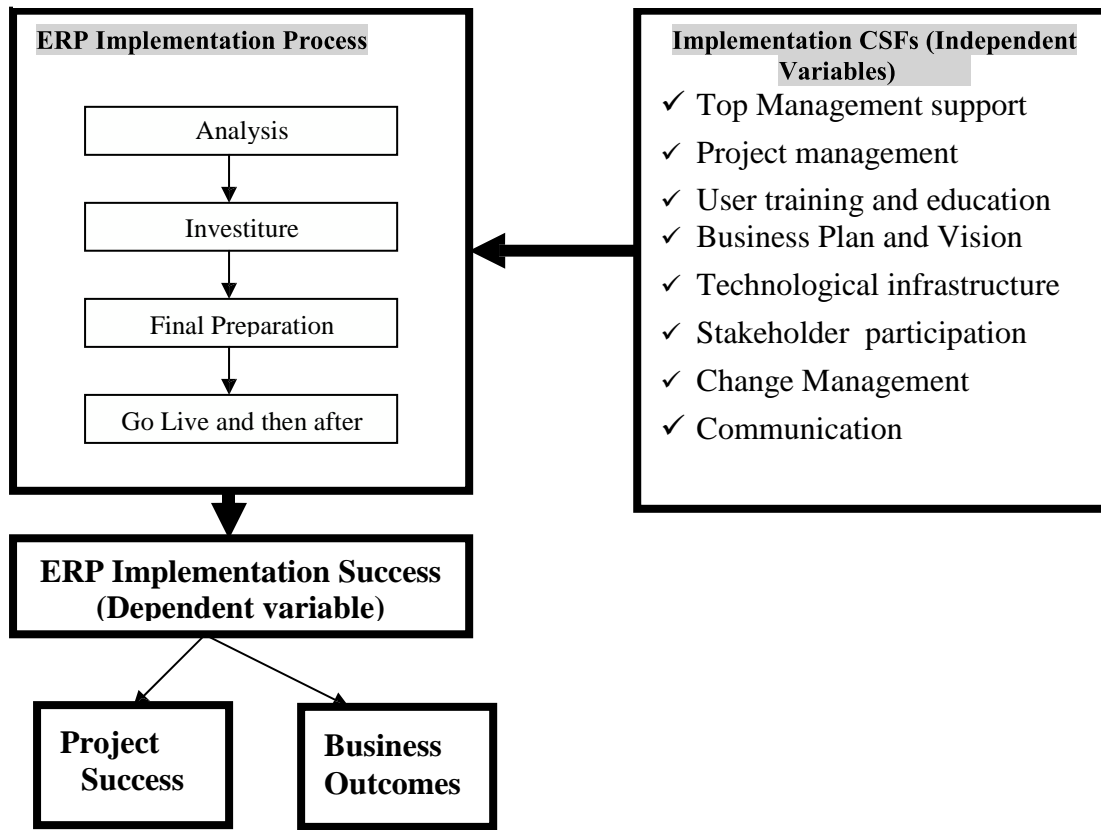 ERP Implementation Process
Analysis
Investiture
Final Preparation
Go Live and then after
Implementation CSFs (Independent
Variables)
✓ Top Management support
✓ Project management
✓ User training and education
✓ Business Plan and Vision
✓ Technological infrastructure
✓ Stakeholder participation
✓ Change Management
✓ Communication
ERP Implementation Success
(Dependent variable)
Project
Success
Business
Outcomes